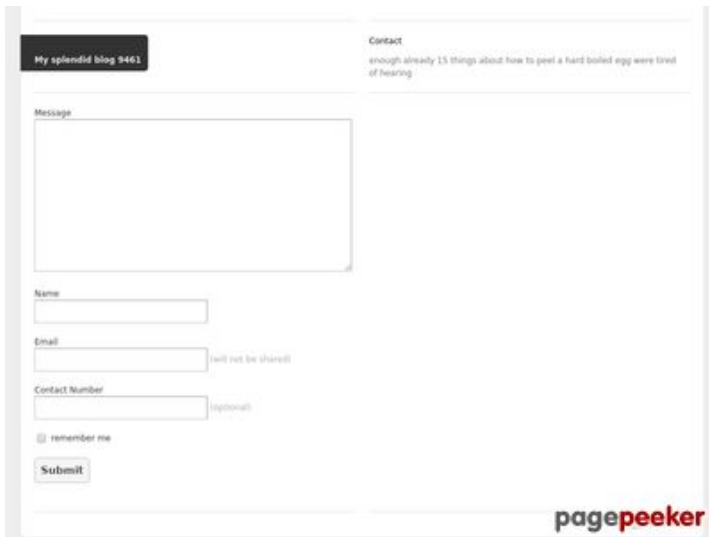 My splendid blog 9461
Contact
enough already 15 things about how to peel a hard boiled egg were tired
of hearing
Message
Name
Email
(will not be shared)
Contact Number
(optional)
remember me
Submit
pagepeeker